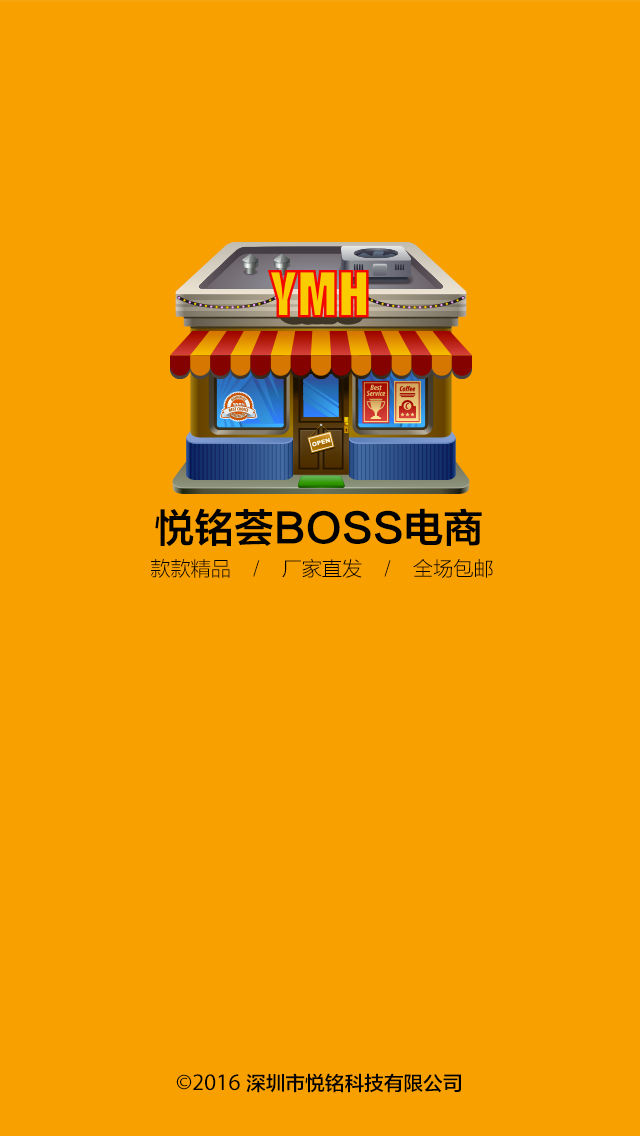 YMH
Best
Service
Coffee
OPEN
悦铭荟BOSS电商
款款精品 / 厂家直发 / 全场包邮
©2016 深圳市悦铭科技有限公司